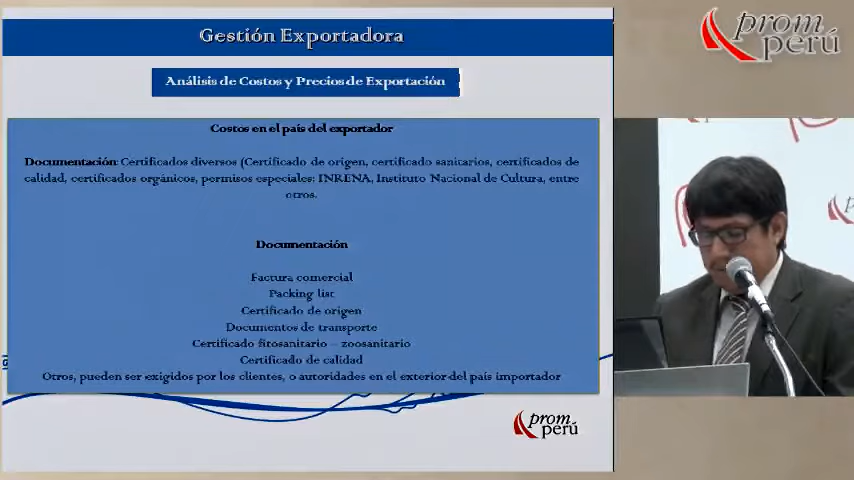 Gestión Exportadora
Análisis de Costos y Precios de Exportación
Costos en el país del exportador
Documentación: Certificados diversos (Certificado de origen, certificado sanitarios, certificados de
calidad, certificados orgánicos, permisos especiales: INRENA, Instituto Nacional de Cultura, entre
otros.
Documentación
Factura comercial
Packing list
Certificado de origen
Documentos de transporte
Certificado fitosanitario – zoosanitario
Certificado de calidad
Otros, pueden ser exigidos por los clientes, o autoridades en el exterior del país importador
prom
perú
prom
perú